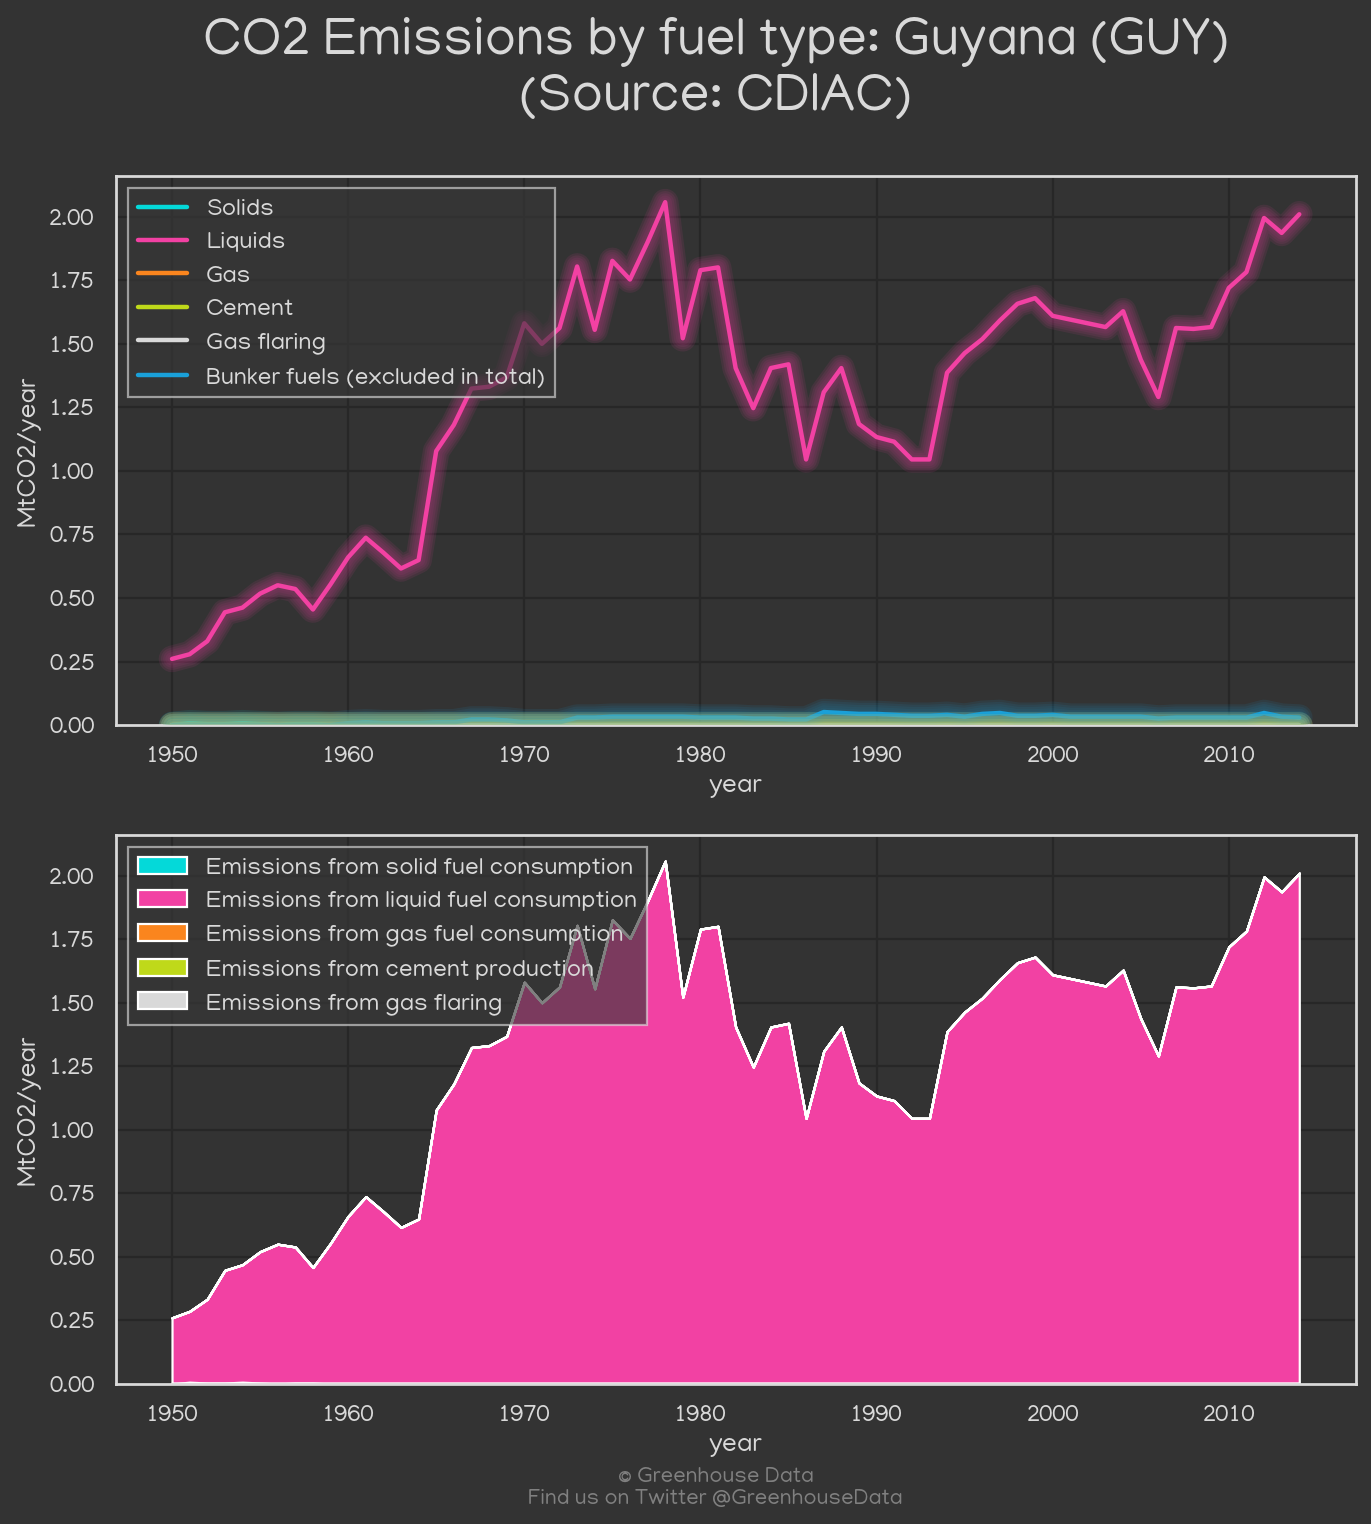 CO2 Emissions by fuel type: Guyana (GUY)
(Source: CDIAC)
Solids
Liquids
Gas
Cement
Gas flaring
Bunker fuels (excluded in total)
2.00
1.75
1.50
1.25
1.00
0.75
0.50
0.25
0.00
MtCO2/year
1950 1960 1970 1980 1990 2000 2010
year
Emissions from solid fuel consumption
Emissions from liquid fuel consumption
Emissions from gas fuel consumption
Emissions from cement production
Emissions from gas flaring
2.00
1.75
1.50
1.25
1.00
0.75
0.50
0.25
0.00
MtCO2/year
1950 1960 1970 1980 1990 2000 2010
year
© Greenhouse Data
Find us on Twitter @GreenhouseData